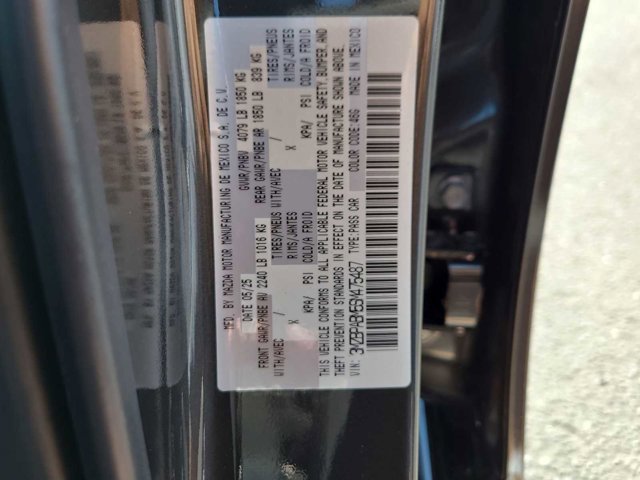 MFD. BY MAZDA MOTOR MANUFACTURING DE MEXICO S.A. DE C.V.
DATE 05/25 GVWR/PNBV 4079 LB 1850 KG
FRONT GAWR/PNBE AV 2240 LB 1016 KG REAR GAWR/PNBE AR 1850 LB 839 KG
WITH/AVEC TIRES/PNEUS WITH/AVEC TIRES/PNEUS
X RIMS/JANTES X RIMS/JANTES
KPA/ PSI COLD/A FROID KPA/ PSI COLD/A FROID
THIS VEHICLE CONFORMS TO ALL APPLICABLE FEDERAL MOTOR VEHICLE SAFETY, BUMPER, AND
THEFT PREVENTION STANDARDS IN EFFECT ON THE DATE OF MANUFACTURE SHOWN ABOVE.
VIN: TYPE: PASS CAR COLOR CODE: 46G MADE IN MEXICO